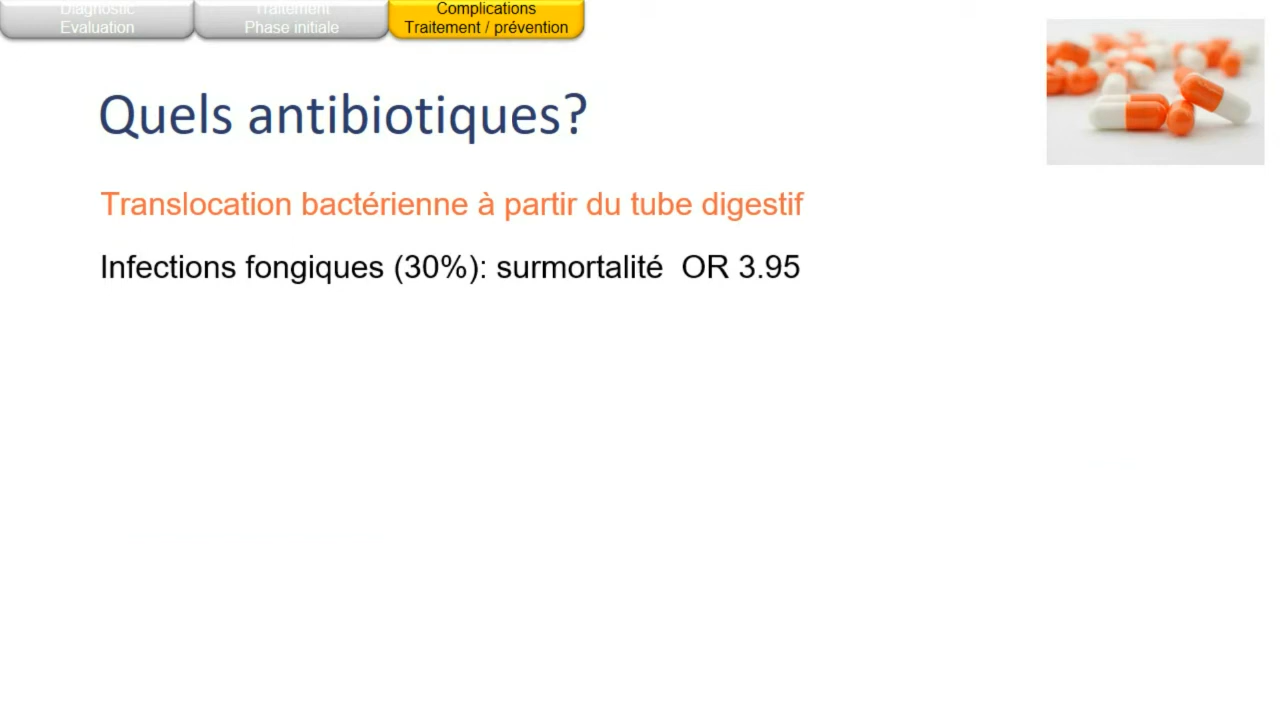 Diagnostic
Evaluation
Traitement
Phase initiale
Complications
Traitement / prévention
Quels antibiotiques?
Translocation bactérienne à partir du tube digestif
Infections fongiques (30%): surmortalité OR 3.95